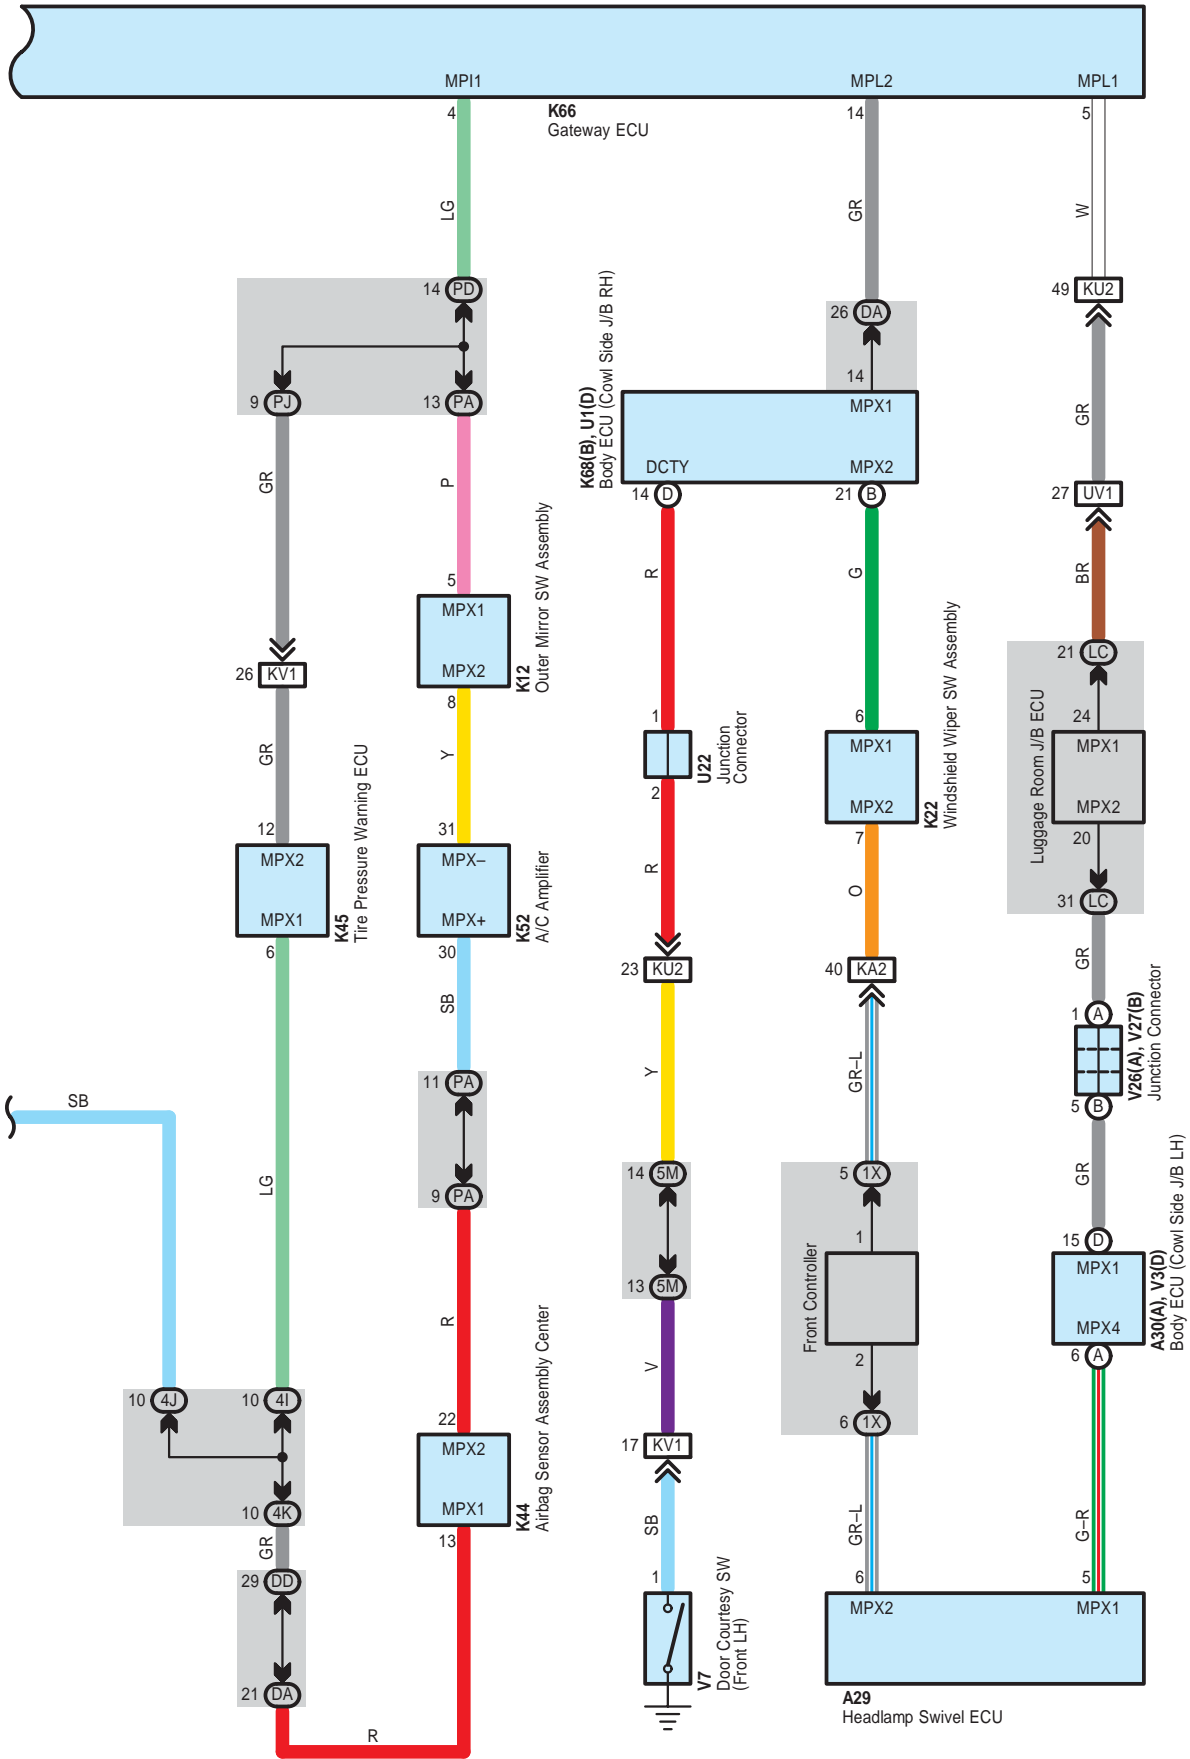 MPI1
MPL2
MPL1
4
K66
Gateway ECU
14
5
LG
GR
W
14 PD
26 DA
49 KU2
9 PJ
13 PA
14
K68(B), U1(D)
Body ECU (Cowl Side J/B RH)
MPX1
DCTY
MPX2
GR
GR
P
14 D
21 B
27 UV1
R
G
BR
5
MPX1
MPX2
K12
Outer Mirror SW Assembly
26 KV1
8
21 LC
24
MPX1
MPX2
20
31 LC
Luggage Room J/B ECU
1
U22
Junction
Connector
2
6
MPX1
MPX2
K22
Windshield Wiper SW Assembly
7
GR
Y
12
MPX2
MPX1
K45
Tire Pressure Warning ECU
6
31
MPX–
MPX+
K52
A/C Amplifier
30
R
O
GR
23 KU2
40 KA2
SB
1 A
V26(A), V27(B)
Junction Connector
5 B
11 PA
9 PA
Y
GR–L
SB
LG
GR
14 5M
13 5M
5 1X
1
Front Controller
2
6 1X
15 D
MPX1
MPX4
A30(A), V3(D)
Body ECU (Cowl Side J/B LH)
6 A
R
V
10 4J
10 4I
10 4K
22
MPX2
MPX1
K44
Airbag Sensor Assembly Center
13
17 KV1
GR
SB
GR–L
G–R
29 DD
21 DA
1
V7
Door Courtesy SW
(Front LH)
6
5
MPX2
MPX1
A29
Headlamp Swivel ECU
R